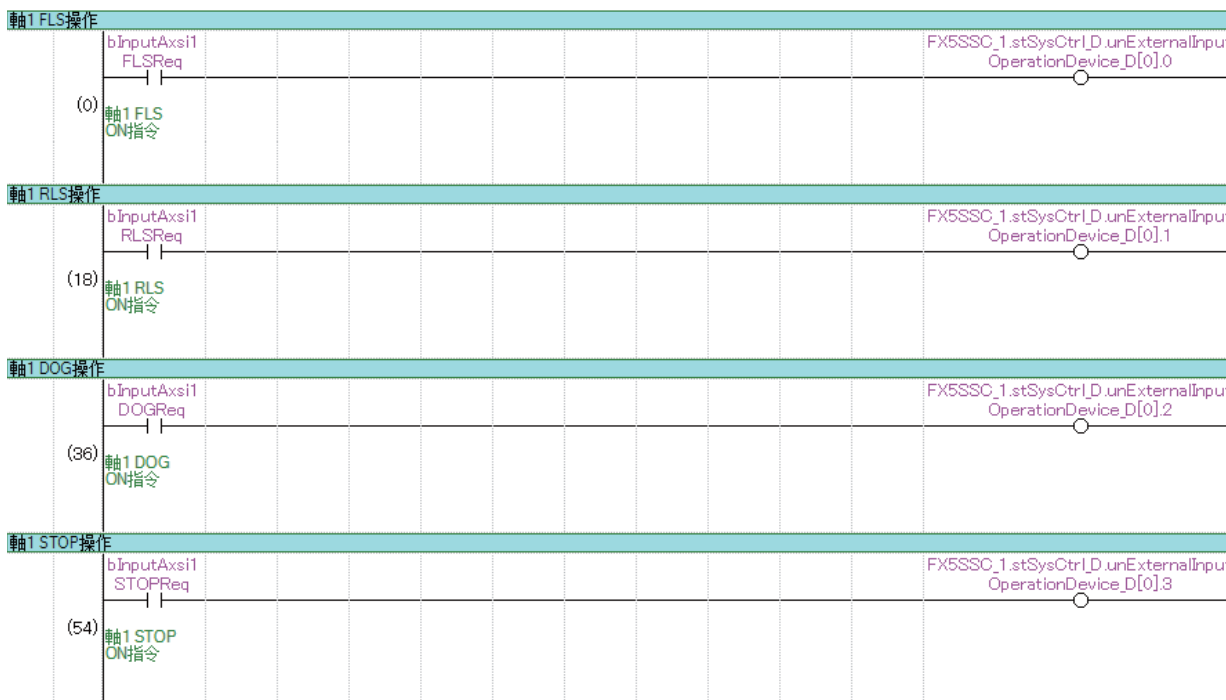 軸1 FLS操作
bInputAxsi1
FLSReq
FX5SSC_1.stSysCtrl_D.unExternalInpu
OperationDevice_D[0].0
(0)
軸1 FLS
ON指令
軸1 RLS操作
bInputAxsi1
RLSReq
FX5SSC_1.stSysCtrl_D.unExternalInpu
OperationDevice_D[0].1
(18)
軸1 RLS
ON指令
軸1 DOG操作
bInputAxsi1
DOGReq
FX5SSC_1.stSysCtrl_D.unExternalInpu
OperationDevice_D[0].2
(36)
軸1 DOG
ON指令
軸1 STOP操作
bInputAxsi1
STOPReq
FX5SSC_1.stSysCtrl_D.unExternalInpu
OperationDevice_D[0].3
(54)
軸1 STOP
ON指令